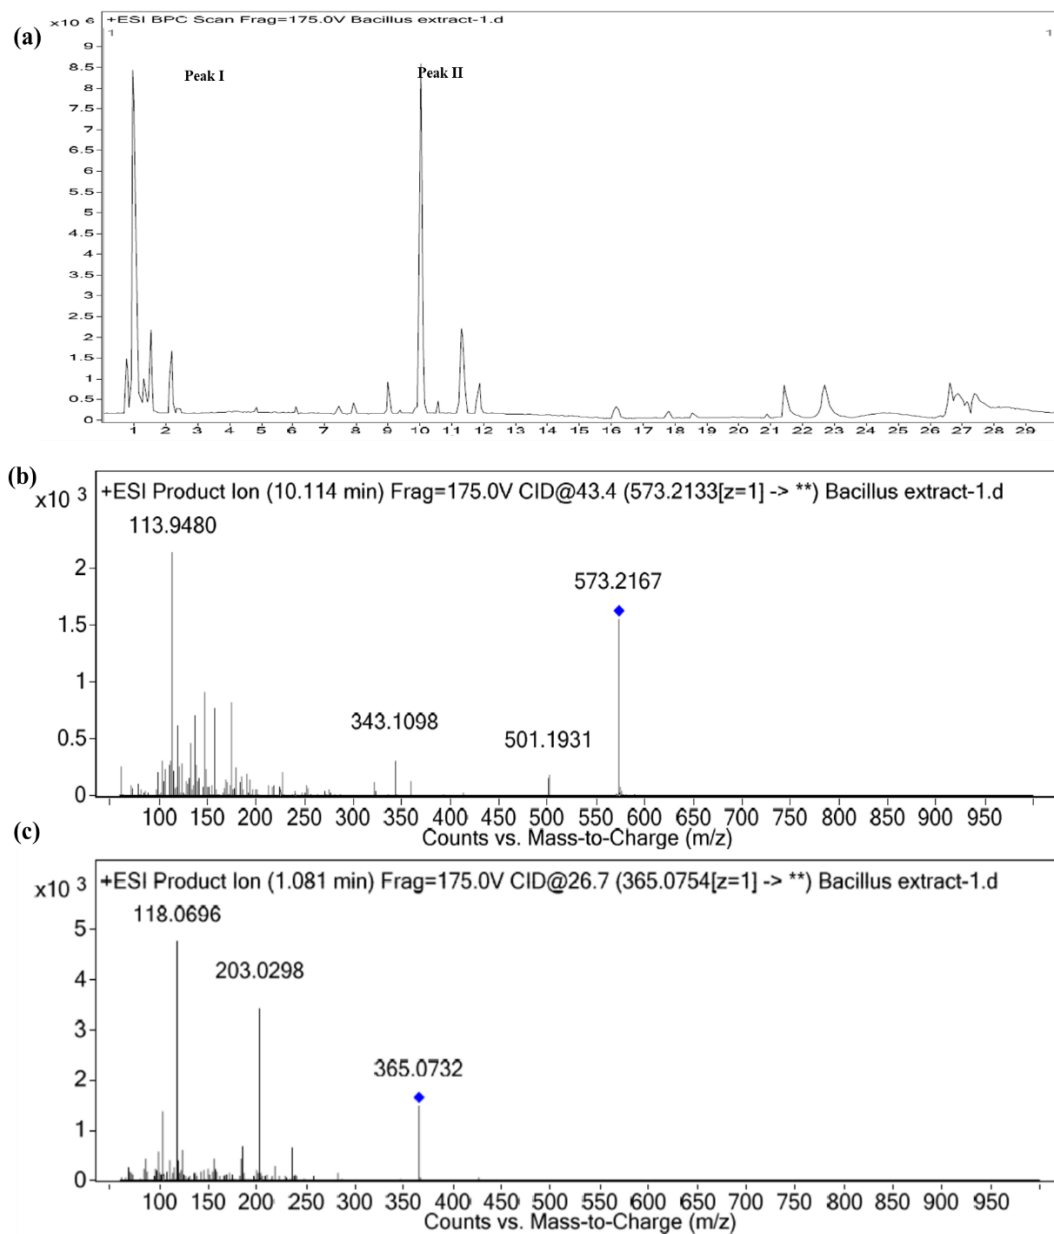 (a)
x10 6
+ESI BPC Scan Frag=175.0V Bacillus extract-1.d
1
1
Peak I
Peak II
9
8.5
8
7.5
7
6.5
6
5.5
5
4.5
4
3.5
3
2.5
2
1.5
1
0.5
0
1 2 3 4 5 6 7 8 9 10 11 12 13 14 15 16 17 18 19 20 21 22 23 24 25 26 27 28 29
(b)
x10 3
+ESI Product Ion (10.114 min) Frag=175.0V CID@43.4 (573.2133[z=1] -> **) Bacillus extract-1.d
113.9480
573.2167
343.1098
501.1931
2
1.5
1
0.5
0
100 150 200 250 300 350 400 450 500 550 600 650 700 750 800 850 900 950
Counts vs. Mass-to-Charge (m/z)
(c)
x10 3
+ESI Product Ion (1.081 min) Frag=175.0V CID@26.7 (365.0754[z=1] -> **) Bacillus extract-1.d
118.0696
203.0298
365.0732
5
4
3
2
1
0
100 150 200 250 300 350 400 450 500 550 600 650 700 750 800 850 900 950
Counts vs. Mass-to-Charge (m/z)